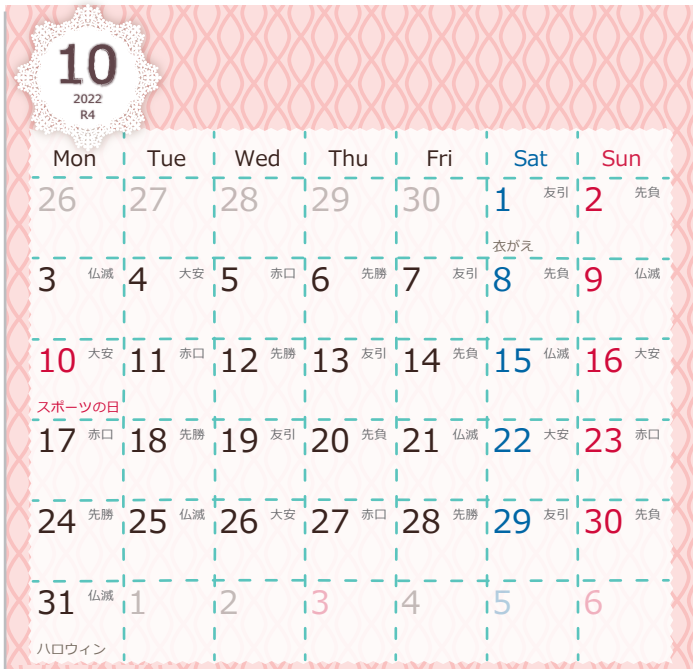 10
2022
R4
Mon Tue Wed Thu Fri Sat Sun
26 27 28 29 30 1 友引 2 先負
衣がえ
3 仏滅 4 大安 5 赤口 6 先勝 7 友引 8 先負 9 仏滅
10 大安 11 赤口 12 先勝 13 友引 14 先負 15 仏滅 16 大安
スポーツの日
17 赤口 18 先勝 19 友引 20 先負 21 仏滅 22 大安 23 赤口
24 先勝 25 仏滅 26 大安 27 赤口 28 先勝 29 友引 30 先負
31 仏滅 1 2 3 4 5 6
ハロウィン